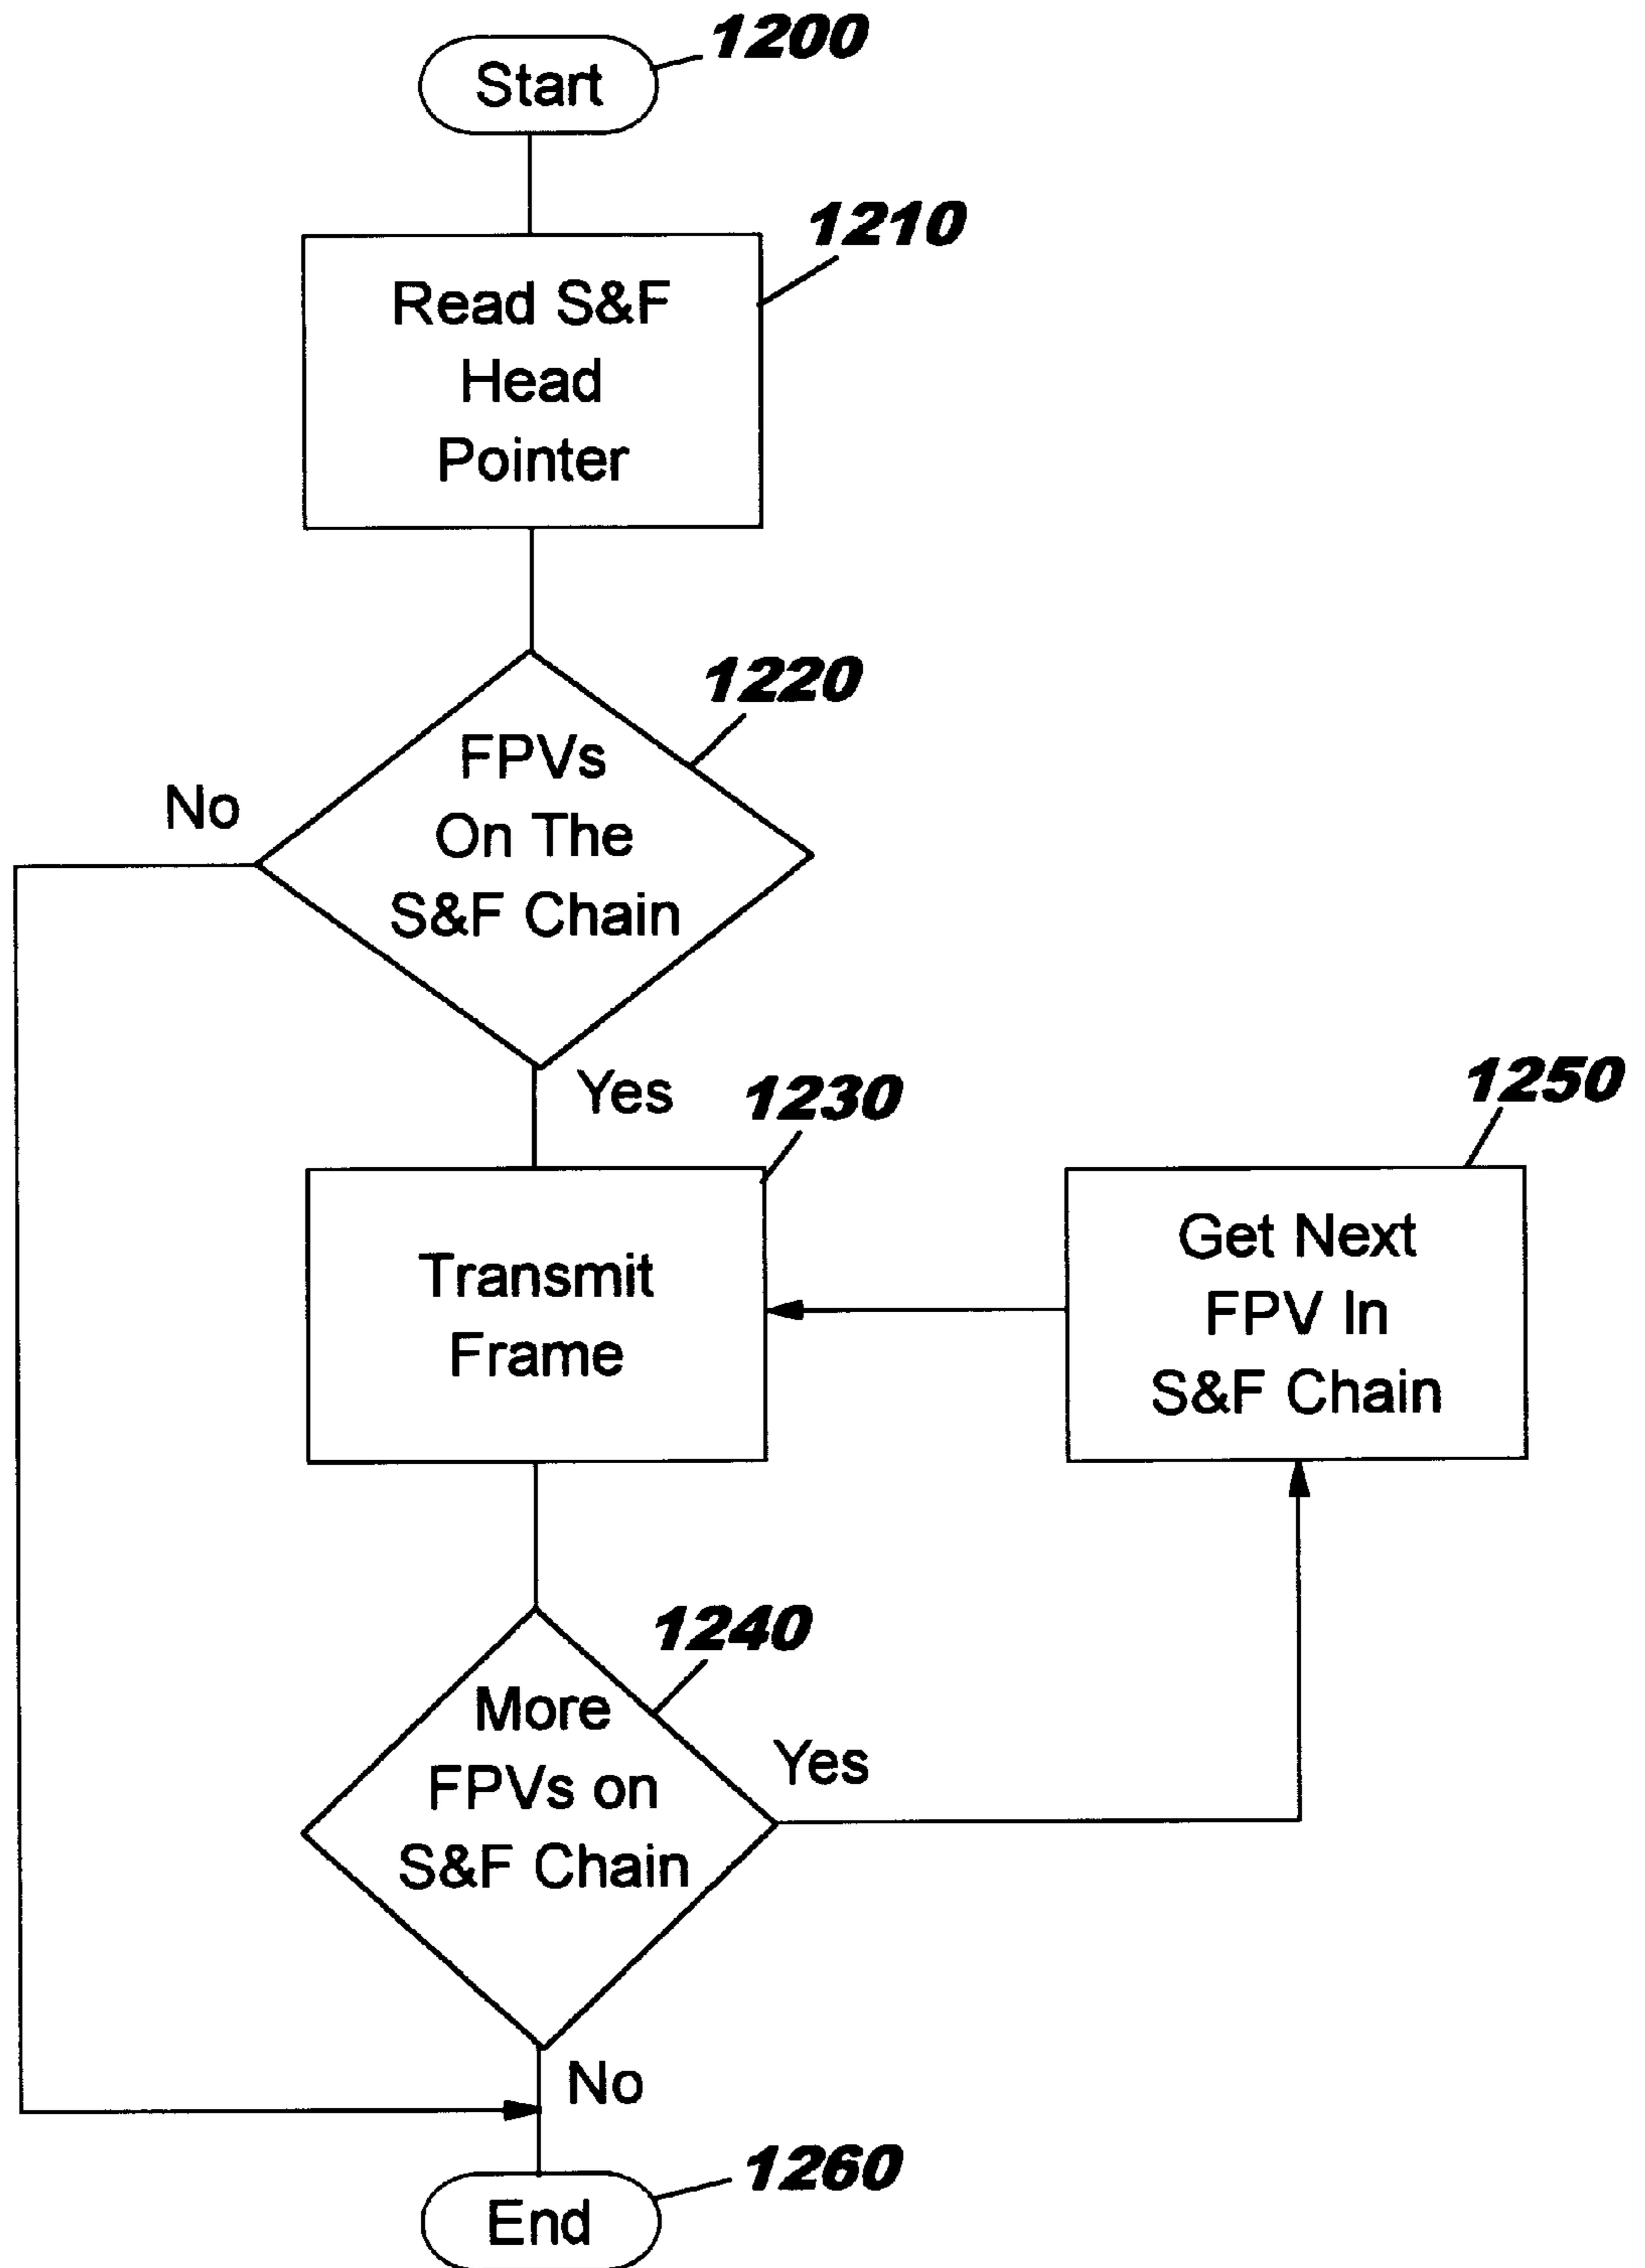 1200
Start
1210
Read S&F
Head
Pointer
1220
FPVs
On The
S&F Chain
No
Yes
1230
Transmit
Frame
1250
Get Next
FPV In
S&F Chain
1240
More
FPVs on
S&F Chain
Yes
No
1260
End